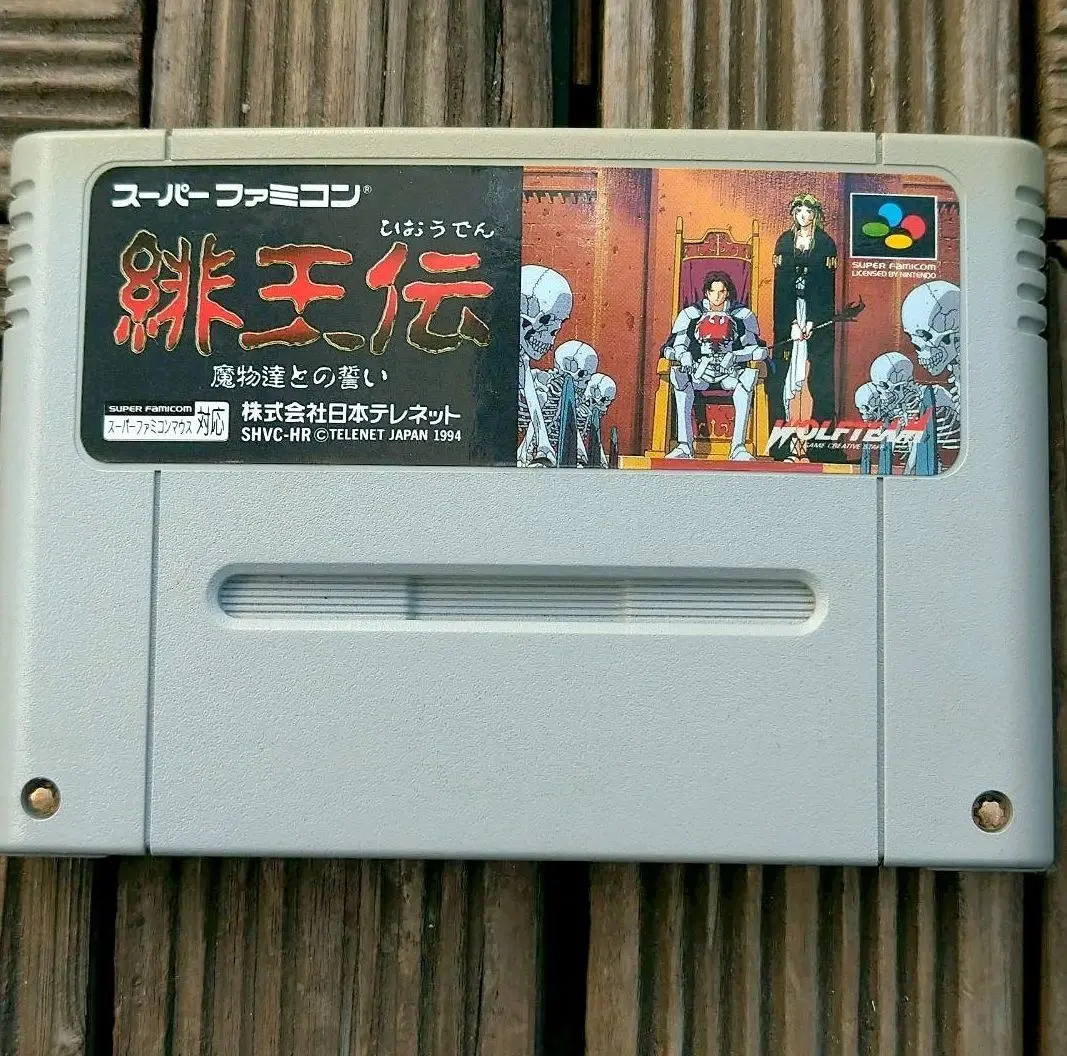 スーパーファミコン®
ひおうでん
緋王伝
魔物達との誓い
SUPER FAMICOM
スーパーファミコンマウス
対応
株式会社日本テレネット
SHVC-HR ©TELENET JAPAN 1994
SUPER FAMICOM
LICENSED BY NINTENDO
WOLFTEAM
GAME CREATIVE STAFF